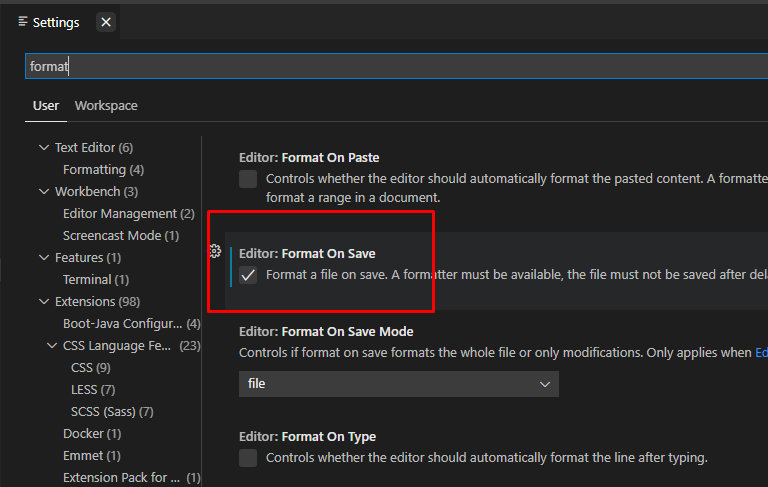 Settings
format
User Workspace
Text Editor (6)
Formatting (4)
Workbench (3)
Editor Management (2)
Screencast Mode (1)
Features (1)
Terminal (1)
Extensions (98)
Boot-Java Configur... (4)
CSS Language Fe... (23)
CSS (9)
LESS (7)
SCSS (Sass) (7)
Docker (1)
Emmet (1)
Extension Pack for ... (1)
Editor: Format On Paste
Controls whether the editor should automatically format the pasted content. A formatte
format a range in a document.
Editor: Format On Save
Format a file on save. A formatter must be available, the file must not be saved after del
Editor: Format On Save Mode
Controls if format on save formats the whole file or only modifications. Only applies when Ed
file
Editor: Format On Type
Controls whether the editor should automatically format the line after typing.